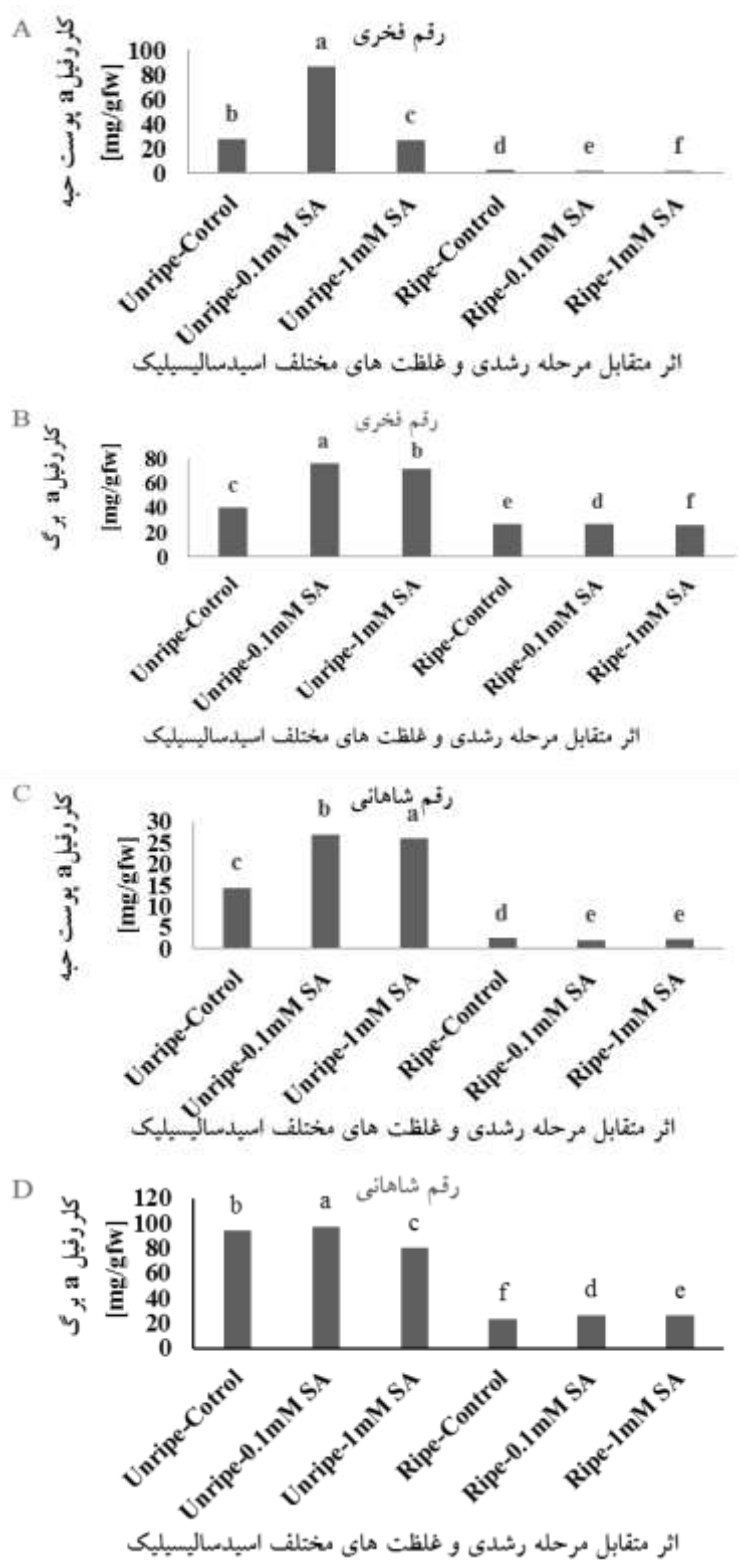 A
رقم فخری
کلروفیل a پوست حبه
[mg/gfw]
100
80
60
40
20
0
b
a
c
d
e
f
Unripe-Cotrol
Unripe-0.1mM SA
Unripe-1mM SA
Ripe-Control
Ripe-0.1mM SA
Ripe-1mM SA
اثر متقابل مرحله رشدی و غلظت های مختلف اسیدسالیسیلیک
B
رقم فخری
کلروفیل a برگ
[mg/gfw]
80
60
40
20
0
c
a
b
e
d
f
Unripe-Cotrol
Unripe-0.1mM SA
Unripe-1mM SA
Ripe-Control
Ripe-0.1mM SA
Ripe-1mM SA
اثر متقابل مرحله رشدی و غلظت های مختلف اسیدسالیسیلیک
C
رقم شاهانی
کلروفیل a پوست حبه
[mg/gfw]
30
25
20
15
10
5
0
c
b
a
d
e
e
Unripe-Cotrol
Unripe-0.1mM SA
Unripe-1mM SA
Ripe-Control
Ripe-0.1mM SA
Ripe-1mM SA
اثر متقابل مرحله رشدی و غلظت های مختلف اسیدسالیسیلیک
D
رقم شاهانی
کلروفیل a برگ
[mg/gfw]
120
100
80
60
40
20
0
b
a
c
f
d
e
Unripe-Cotrol
Unripe-0.1mM SA
Unripe-1mM SA
Ripe-Control
Ripe-0.1mM SA
Ripe-1mM SA
اثر متقابل مرحله رشدی و غلظت های مختلف اسیدسالیسیلیک